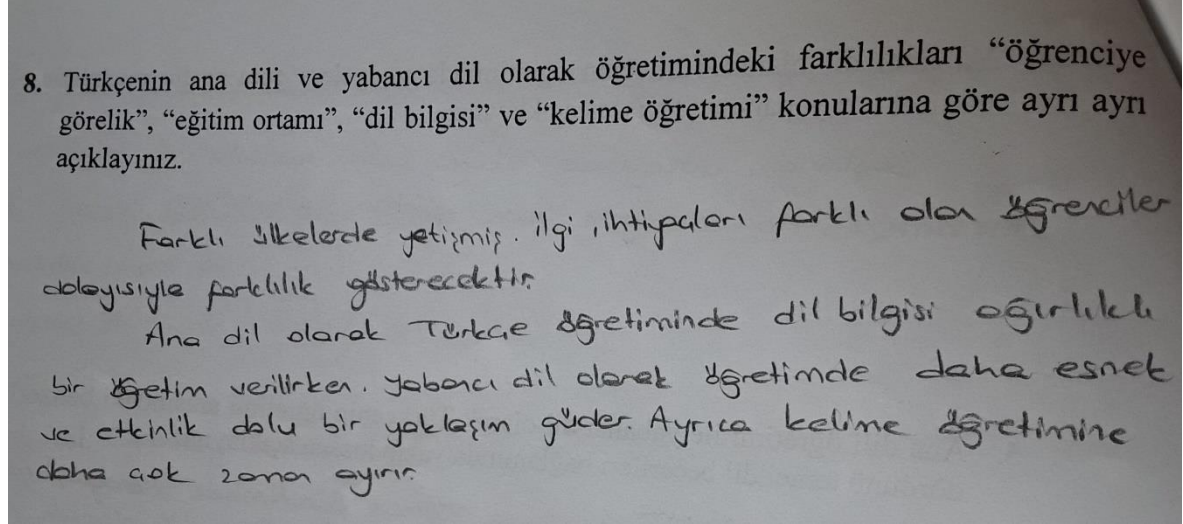 8. Türkçenin ana dili ve yabancı dil olarak öğretimindeki farklılıkları “öğrenciye
görelik”, “eğitim ortamı”, “dil bilgisi” ve “kelime öğretimi” konularına göre ayrı ayrı
açıklayınız.
Farklı ülkelerde yetişmiş. ilgi, ihtiyaçları farklı olan öğrenciler
dolayısıyla farklılık gösterecektir.
Ana dil olarak Türkçe öğretiminde dil bilgisi ağırlıklı
bir öğretim verilirken. yabancı dil olarak öğretimde daha esnek
ve etkinlik dolu bir yaklaşım güder. Ayrıca kelime öğretimine
daha çok zaman ayırır.